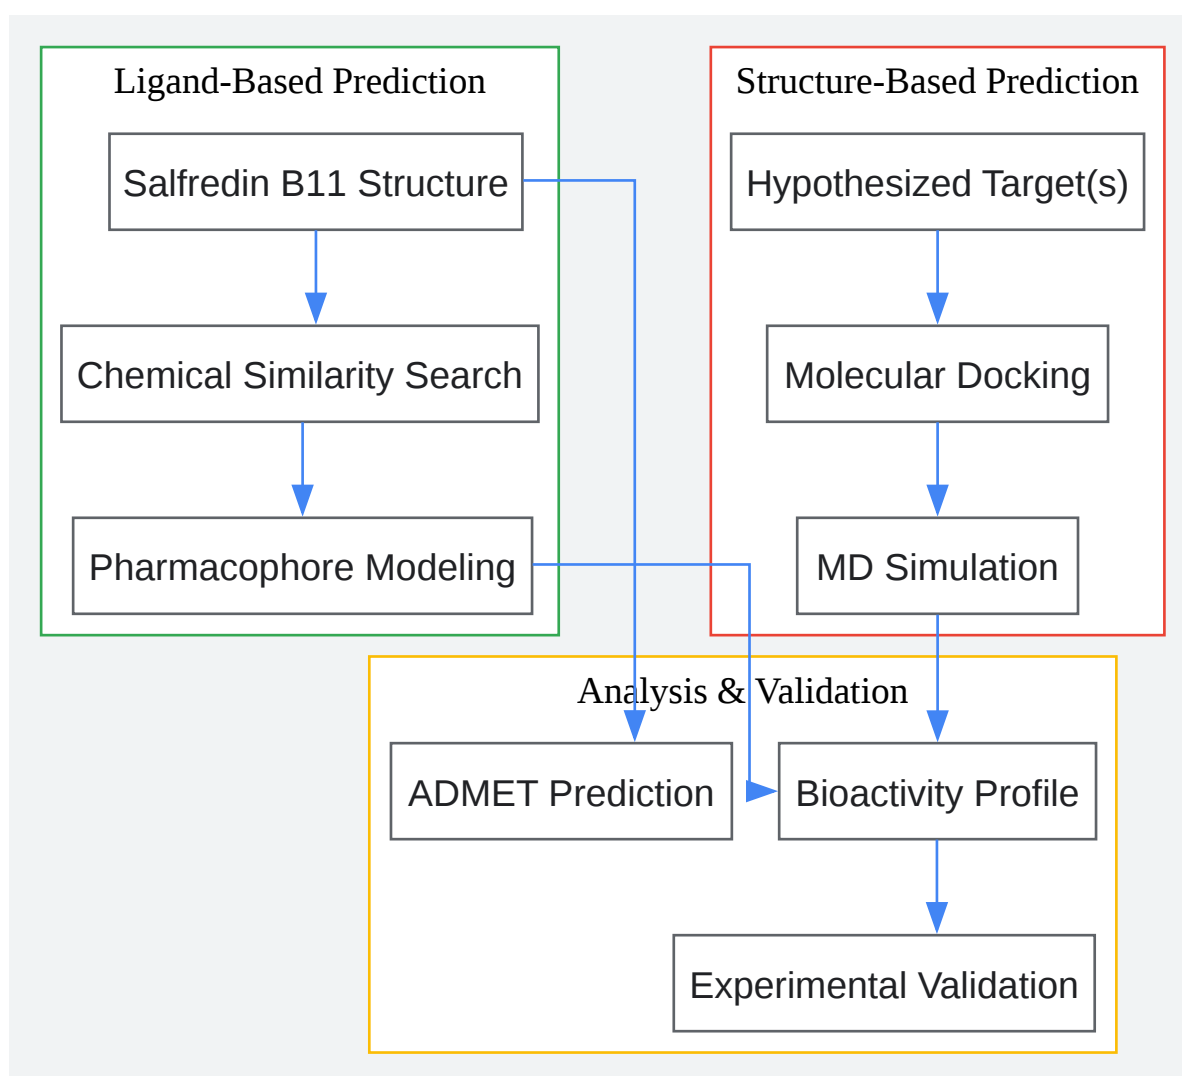 Ligand-Based Prediction
Salfredin B11 Structure
Chemical Similarity Search
Pharmacophore Modeling
Structure-Based Prediction
Hypothesized Target(s)
Molecular Docking
MD Simulation
Analysis & Validation
ADMET Prediction
Bioactivity Profile
Experimental Validation